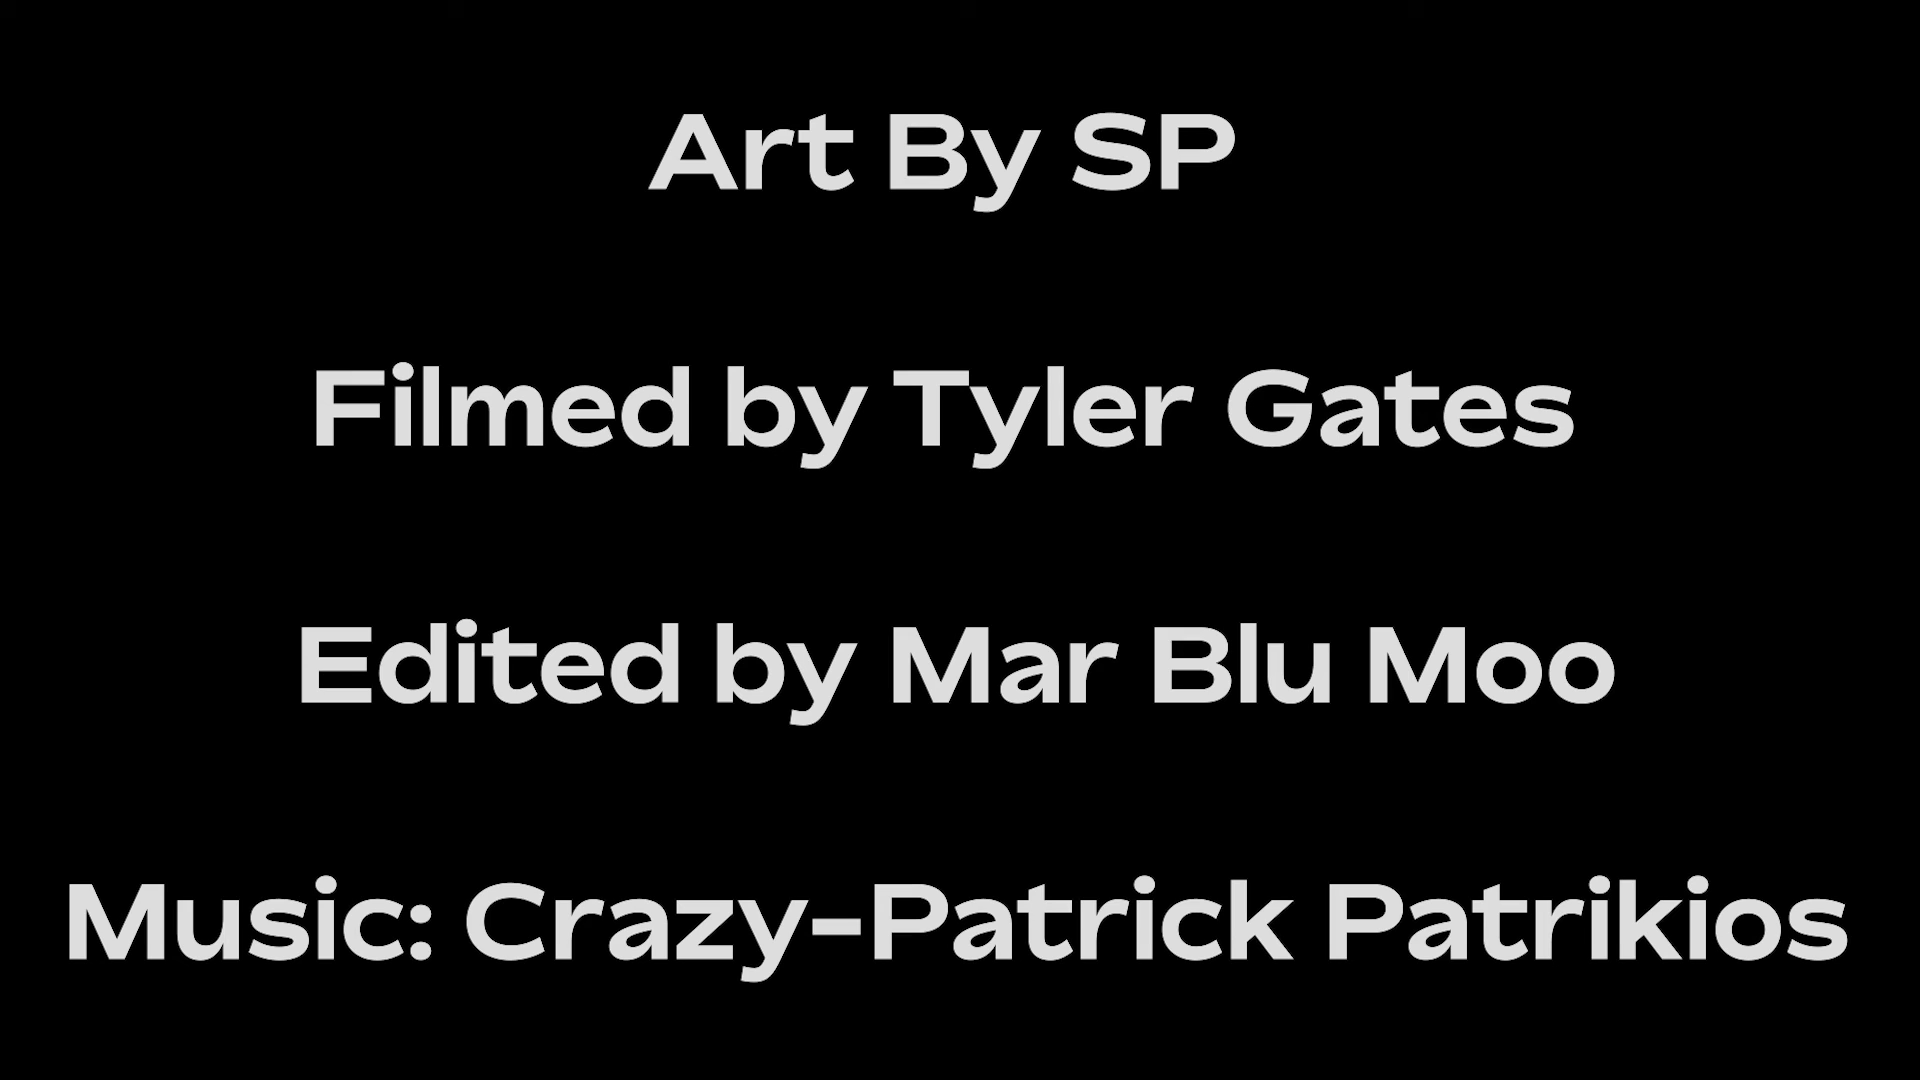 Art By SP
Filmed by Tyler Gates
Edited by Mar Blu Moo
Music: Crazy-Patrick Patrikios